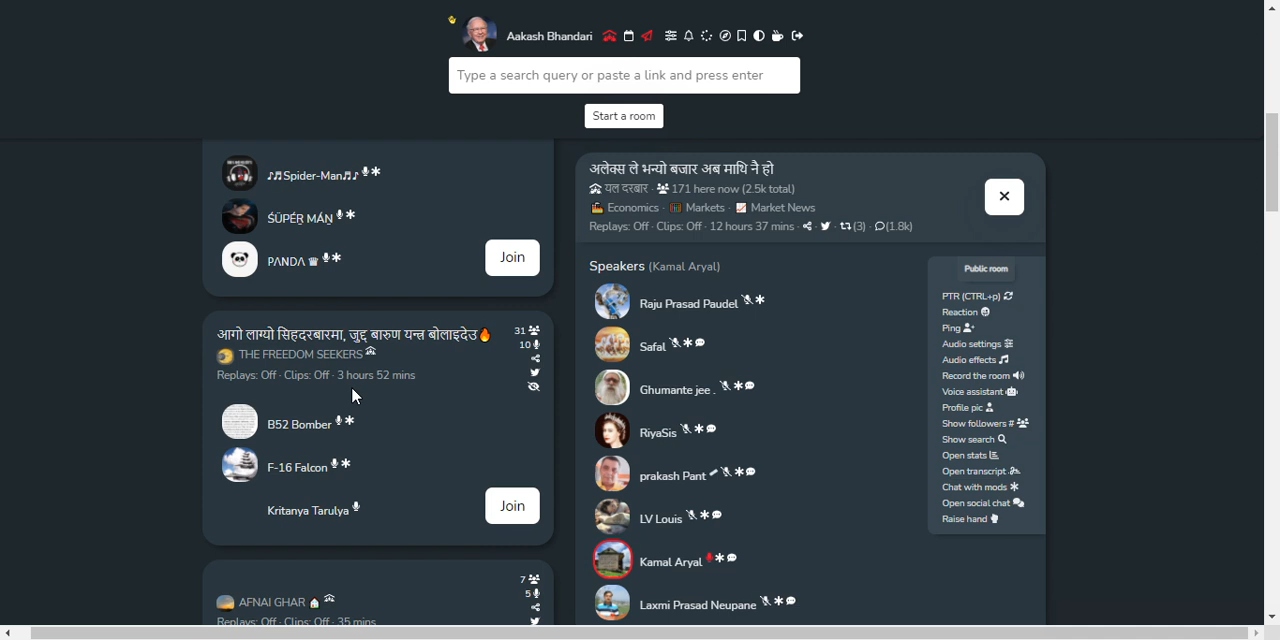 Aakash Bhandari
Type a search query or paste a link and press enter
Start a room
♪♬Spider-Man♬♪
ŚŪPÉR MÁŅ
PΛNDΛ ♛
Join
आगो लाग्यो सिंहदरबारमा, जुद्द बारुण यन्त्र बोलाइदेउ🔥
31
10
THE FREEDOM SEEKERS
Replays: Off · Clips: Off · 3 hours 52 mins
B52 Bomber
F-16 Falcon
Kritanya Tarulya
Join
7
5
AFNAI GHAR 🏠
Replays: Off · Clips: Off · 35 mins
अलेक्स ले भन्यो बजार अब माथि नै हो
यल दरबार · 171 here now (2.5k total)
Economics · Markets · Market News
Replays: Off · Clips: Off · 12 hours 37 mins · · · (3) · (1.8k)
Speakers (Kamal Aryal)
Raju Prasad Paudel
Safal
Ghumante jee .
RiyaSis
prakash Pant
LV Louis
Kamal Aryal
Laxmi Prasad Neupane
Public room
PTR (CTRL+p)
Reaction
Ping
Audio settings
Audio effects
Record the room
Voice assistant
Profile pic
Show followers #
Show search
Open stats
Open transcript
Chat with mods
Open social chat
Raise hand